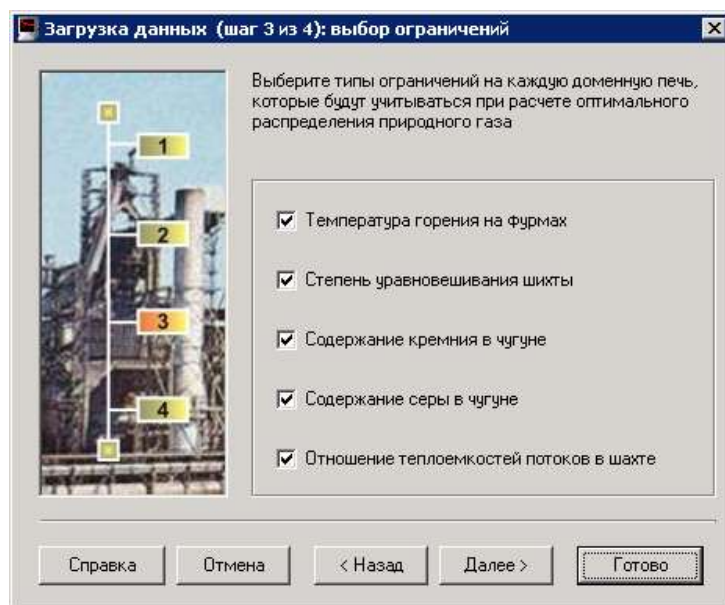 Загрузка данных (шаг 3 из 4): выбор ограничений
Выберите типы ограничений на каждую доменную печь,
которые будут учитываться при расчете оптимального
распределения природного газа
1
2
3
4
Температура горения на фурмах
Степень уравновешивания шихты
Содержание кремния в чугуне
Содержание серы в чугуне
Отношение теплоемкостей потоков в шахте
Справка
Отмена
< Назад
Далее >
Готово